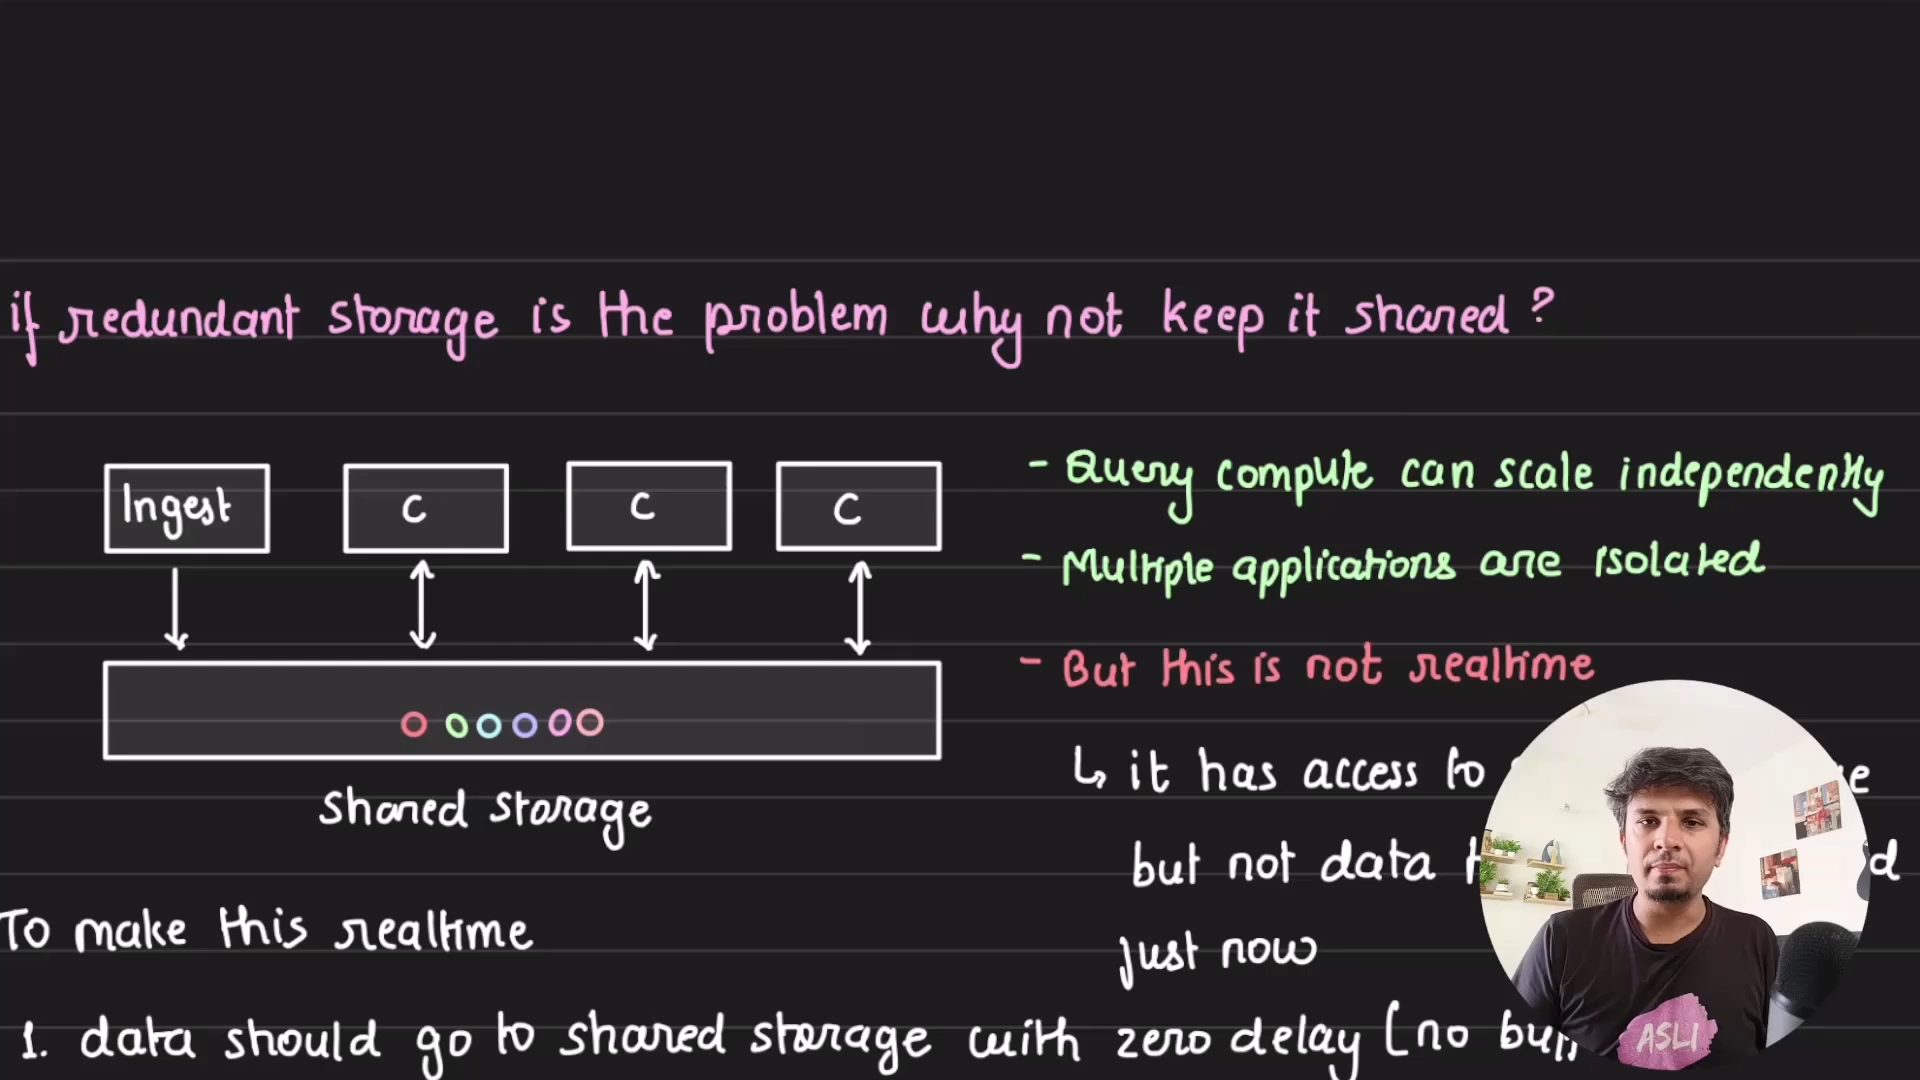 if redundant storage is the problem why not keep it shared?
Ingest
C
C
C
shared storage
- Query compute can scale independently
- Multiple applications are isolated
- But this is not realtime
↳ it has access to
but not data
just now
To make this realtime
1. data should go to shared storage with zero delay (no
ASLI